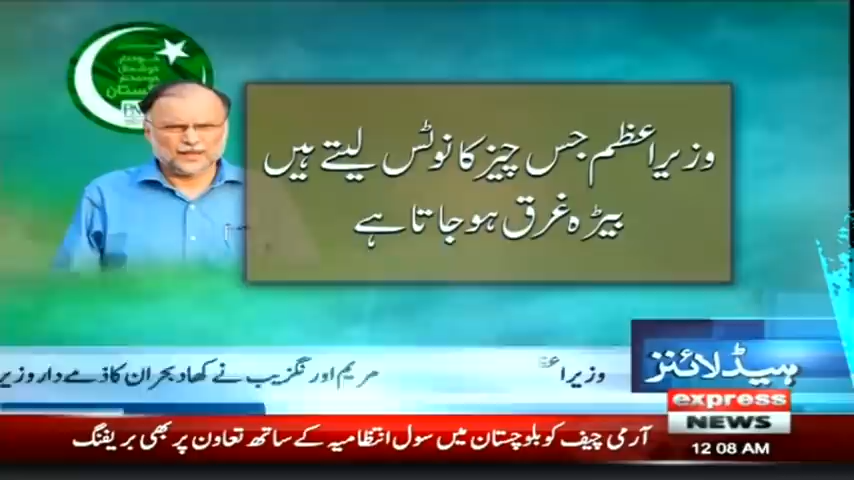 وزیراعظم جس چیز کا نوٹس لیتے ہیں
بیڑہ غرق ہو جاتا ہے
ہیڈلائنز
مریم اورنگزیب نے کھاد بحران کا ذمے دار وزیر
وزیراع
express
NEWS
12:08 AM
آرمی چیف کو بلوچستان میں سول انتظامیہ کے ساتھ تعاون پر بھی بریفنگ